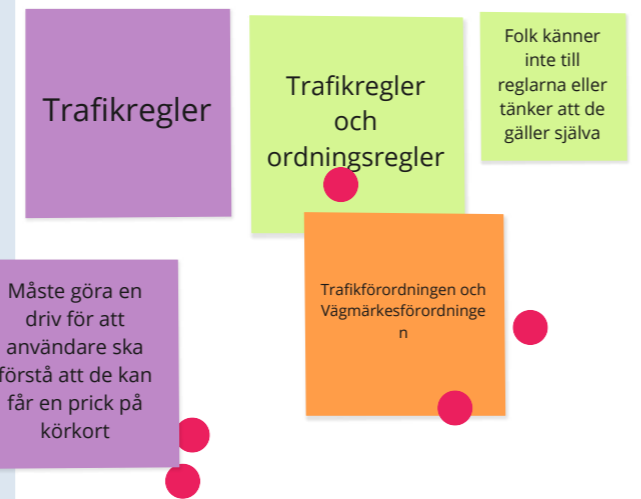 Trafikregler
Trafikregler
och
ordningsregler
Folk känner
inte till
reglarna eller
tänker att de
gäller själva
Måste göra en
driv för att
användare ska
förstå att de kan
får en prick på
körkort
Trafikförordningen och
Vägmärkesförordninge
n